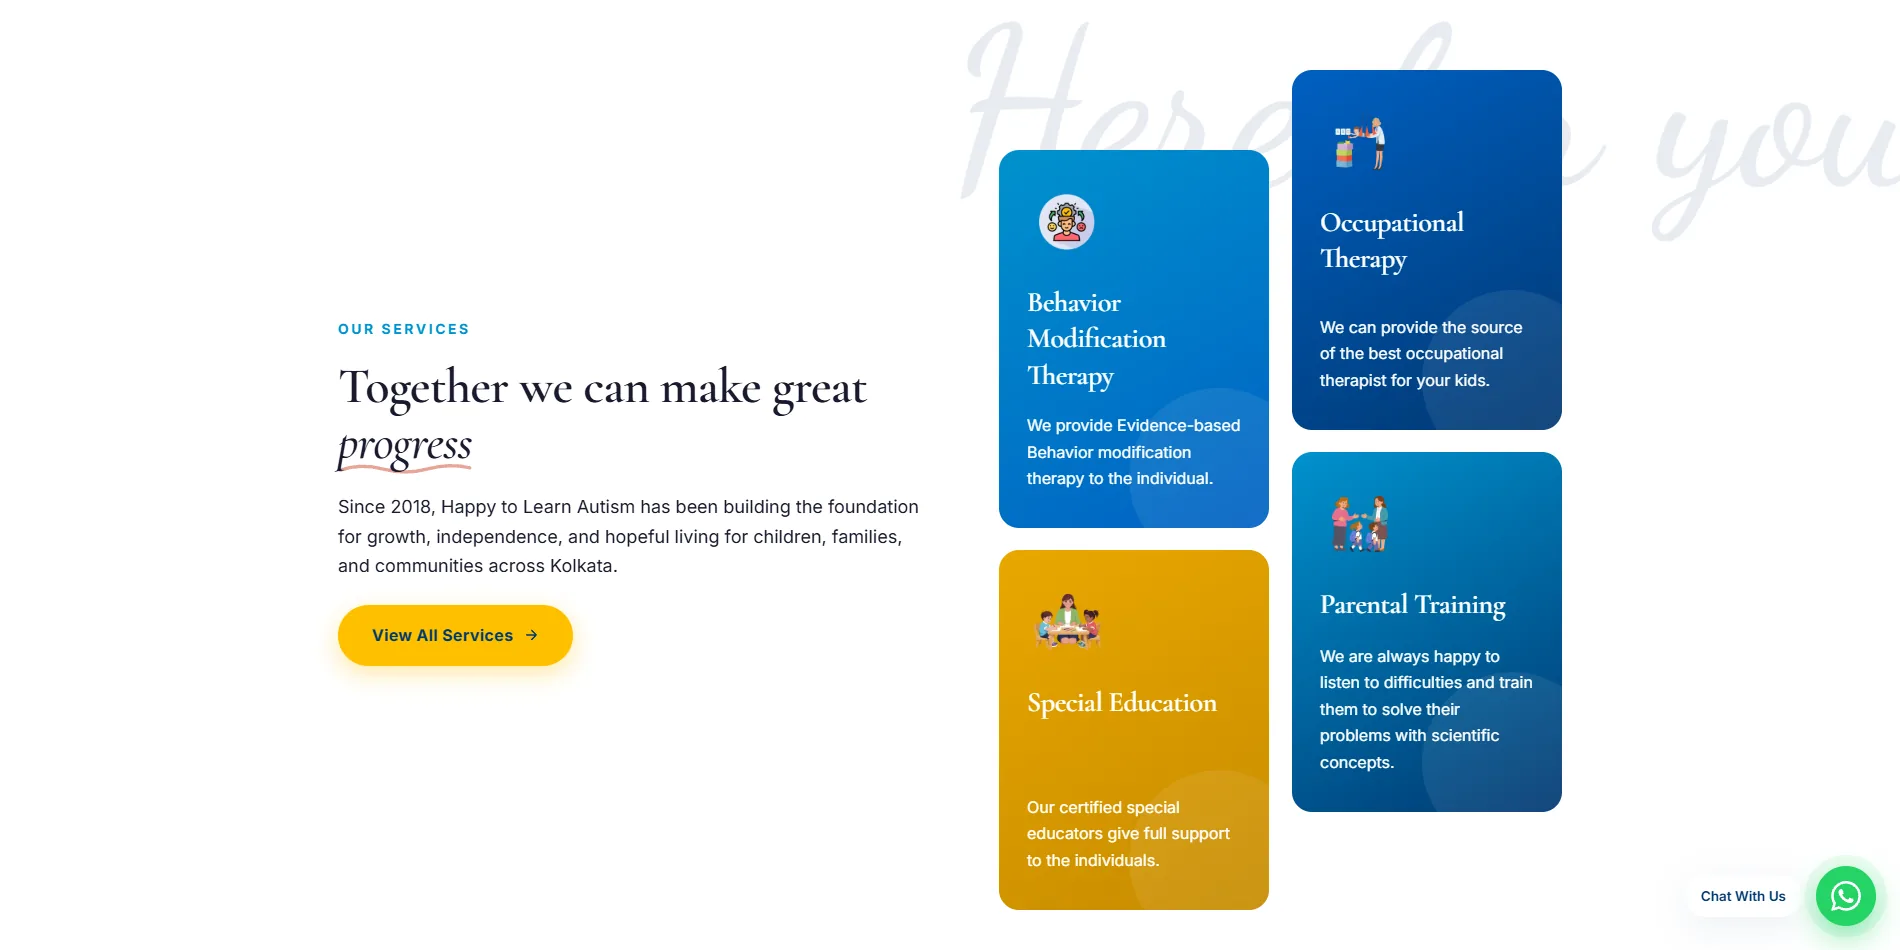 Here for you
OUR SERVICES
Together we can make great
progress
Since 2018, Happy to Learn Autism has been building the foundation
for growth, independence, and hopeful living for children, families,
and communities across Kolkata.
View All Services →
Behavior
Modification
Therapy
We provide Evidence-based
Behavior modification
therapy to the individual.
Special Education
Our certified special
educators give full support
to the individuals.
Occupational
Therapy
We can provide the source
of the best occupational
therapist for your kids.
Parental Training
We are always happy to
listen to difficulties and train
them to solve their
problems with scientific
concepts.
Chat With Us